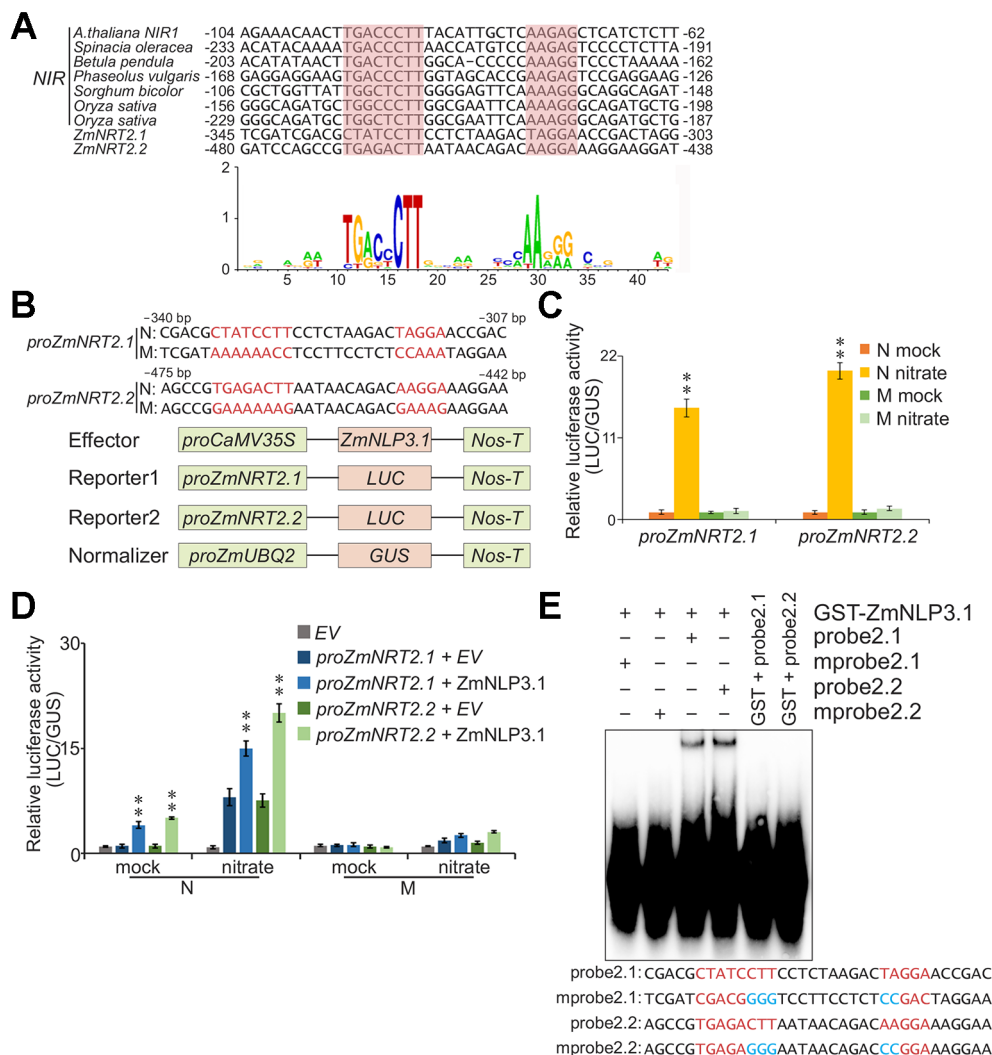 A
A.thaliana NIR1 -104 AGAAACAACTTGACCCTTTACATTGCTCAAGAGCTCATCTCTT -62
Spinacia oleracea -233 ACATACAAAATGACCCTTAACCATGTCCAAGAGTCCCCTCTTA -191
Betula pendula -203 ACATATAACTTGACTCTTGGCA-CCCCCAAAGGTCCCTAAAAA -162
Phaseolus vulgaris -168 GAGGAGGAAGTGACCCTTTAGCACCGAAGAGTCCGAGGAAG -126
Sorghum bicolor -106 CGCTGGTTATTGGCCCTTGGGGAGTTCAAAAGGGCAGGCAGAT -148
Oryza sativa -156 GGGCAGATGCTGGCCCTTGGCGAATTCAAAAGGGCAGATGCTG -198
Oryza sativa -229 GGGCAGATGCTGGCTCTTGGCGAATTCAAAAGGGCAGATGCTG -187
ZmNRT2.1 -345 TCGATCGACGCTATCCTTCCTCTAAGACTAGGAACCGACTAGG -303
ZmNRT2.2 -480 GATCCAGCCGTGAGACTTAATAACAGACAAGGAAAGGAAGGAT -438
NIR
2
1
0
5 10 15 20 25 30 35 40
B
−340 bp −307 bp
proZmNRT2.1
N: CGACGCTATCCTTCCTCTAAGACTAGGAACCGAC
M: TCGATAAAAAACCTCCTTCCTCTCCAAATAGGAA
−475 bp −442 bp
proZmNRT2.2
N: AGCCGTGAGACTTAATAACAGACAAGGAAAGGAA
M: AGCCGGAAAAAAGAATAACAGACGAAAGAAGGAA
Effector proCaMV35S ZmNLP3.1 Nos-T
Reporter1 proZmNRT2.1 LUC Nos-T
Reporter2 proZmNRT2.2 LUC Nos-T
Normalizer proZmUBQ2 GUS Nos-T
C
Relative luciferase activity
(LUC/GUS)
22
11
0
**
**
N mock
N nitrate
M mock
M nitrate
proZmNRT2.1 proZmNRT2.2
D
Relative luciferase activity
(LUC/GUS)
30
15
0
EV
proZmNRT2.1 + EV
proZmNRT2.1 + ZmNLP3.1
proZmNRT2.2 + EV
proZmNRT2.2 + ZmNLP3.1
** ** ** **
mock nitrate mock nitrate
N M
E
GST + probe2.1
GST + probe2.2
+ + + + GST-ZmNLP3.1
− − + − probe2.1
+ − − − mprobe2.1
− − − + probe2.2
− + − − mprobe2.2
probe2.1: CGACGCTATCCTTCCTCTAAGACTAGGAACCGAC
mprobe2.1: TCGATCGACGGGGTCCTTCCTCTCCGACTAGGAA
probe2.2: AGCCGTGAGACTTAATAACAGACAAGGAAAGGAA
mprobe2.2: AGCCGTGAGAGGGAATAACAGACCCGGAAAGGAA